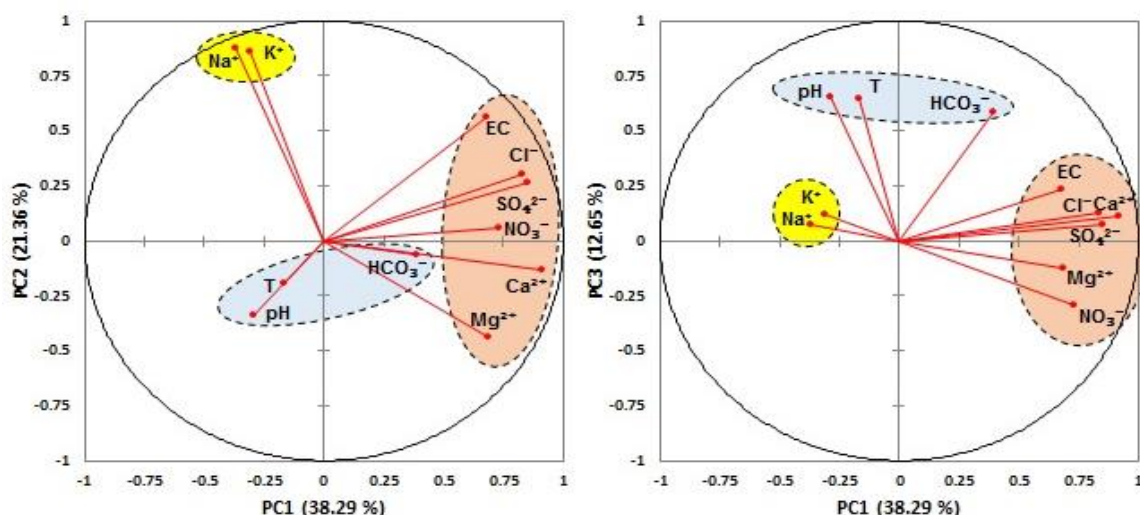 1
0.75
0.5
0.25
0
-0.25
-0.5
-0.75
-1
PC2 (21.36 %)
Na⁺ K⁺
EC
Cl⁻
SO₄²⁻
NO₃⁻
HCO₃⁻
Ca²⁺
T
pH
Mg²⁺
-1 -0.75 -0.5 -0.25 0 0.25 0.5 0.75 1
PC1 (38.29 %)
1
0.75
0.5
0.25
0
-0.25
-0.5
-0.75
-1
PC3 (12.65 %)
pH T HCO₃⁻
EC
K⁺
Na⁺
Cl⁻ Ca²⁺
SO₄²⁻
Mg²⁺
NO₃⁻
-1 -0.75 -0.5 -0.25 0 0.25 0.5 0.75 1
PC1 (38.29 %)